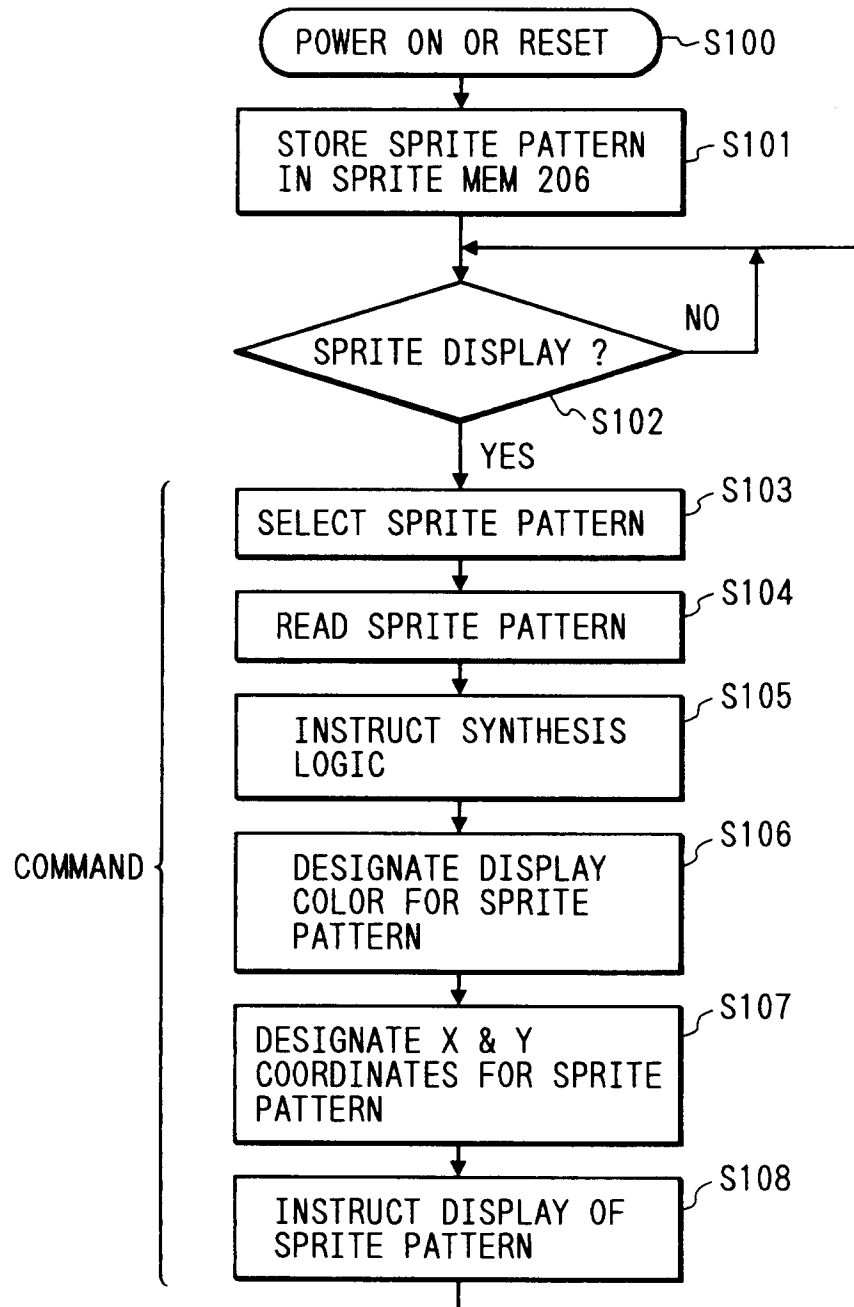 POWER ON OR RESET
S100
STORE SPRITE PATTERN
IN SPRITE MEM 206
S101
SPRITE DISPLAY ?
NO
S102
YES
COMMAND
SELECT SPRITE PATTERN
S103
READ SPRITE PATTERN
S104
INSTRUCT SYNTHESIS
LOGIC
S105
DESIGNATE DISPLAY
COLOR FOR SPRITE
PATTERN
S106
DESIGNATE X & Y
COORDINATES FOR SPRITE
PATTERN
S107
INSTRUCT DISPLAY OF
SPRITE PATTERN
S108